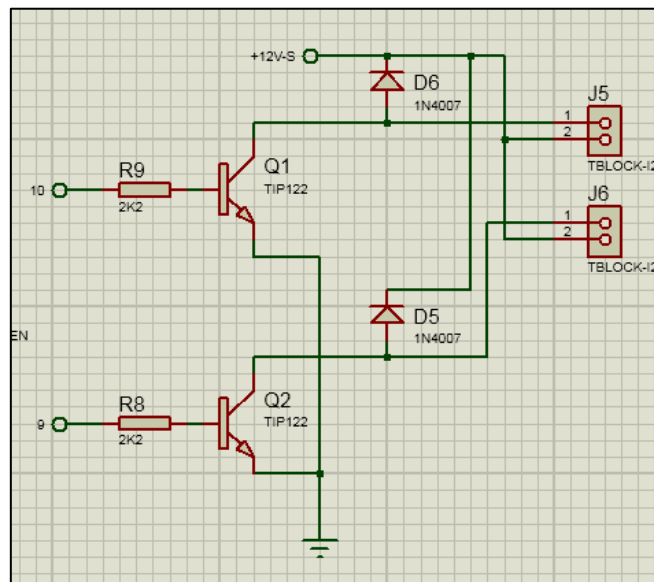 +12V-S
D6
1N4007
J5
1
2
TBLOCK-I2
R9
10
2K2
Q1
TIP122
J6
1
2
TBLOCK-I2
D5
1N4007
EN
R8
9
2K2
Q2
TIP122